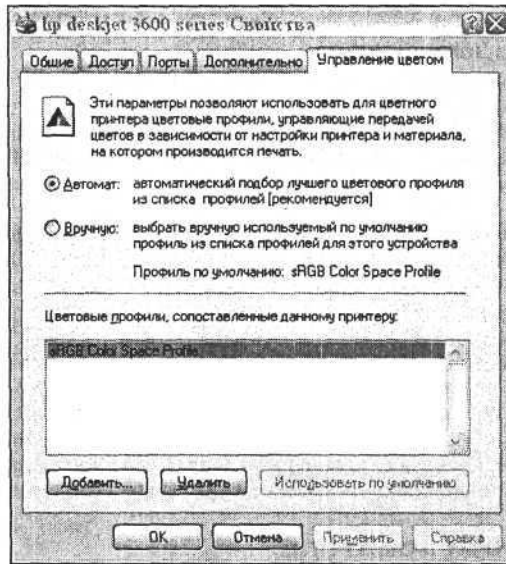 hp deskjet 3600 series Свойства
Общие Доступ Порты Дополнительно Управление цветом
Эти параметры позволяют использовать для цветного
принтера цветовые профили, управляющие передачей
цветов в зависимости от настройки принтера и материала,
на котором производится печать.
Автомат: автоматический подбор лучшего цветового профиля
из списка профилей [рекомендуется]
Вручную: выбрать вручную используемый по умолчанию
профиль из списка профилей для этого устройства
Профиль по умолчанию: sRGB Color Space Profile
Цветовые профили, сопоставленные данному принтеру:
sRGB Color Space Profile
Добавить... Удалить Использовать по умолчанию
OK Отмена Применить Справка